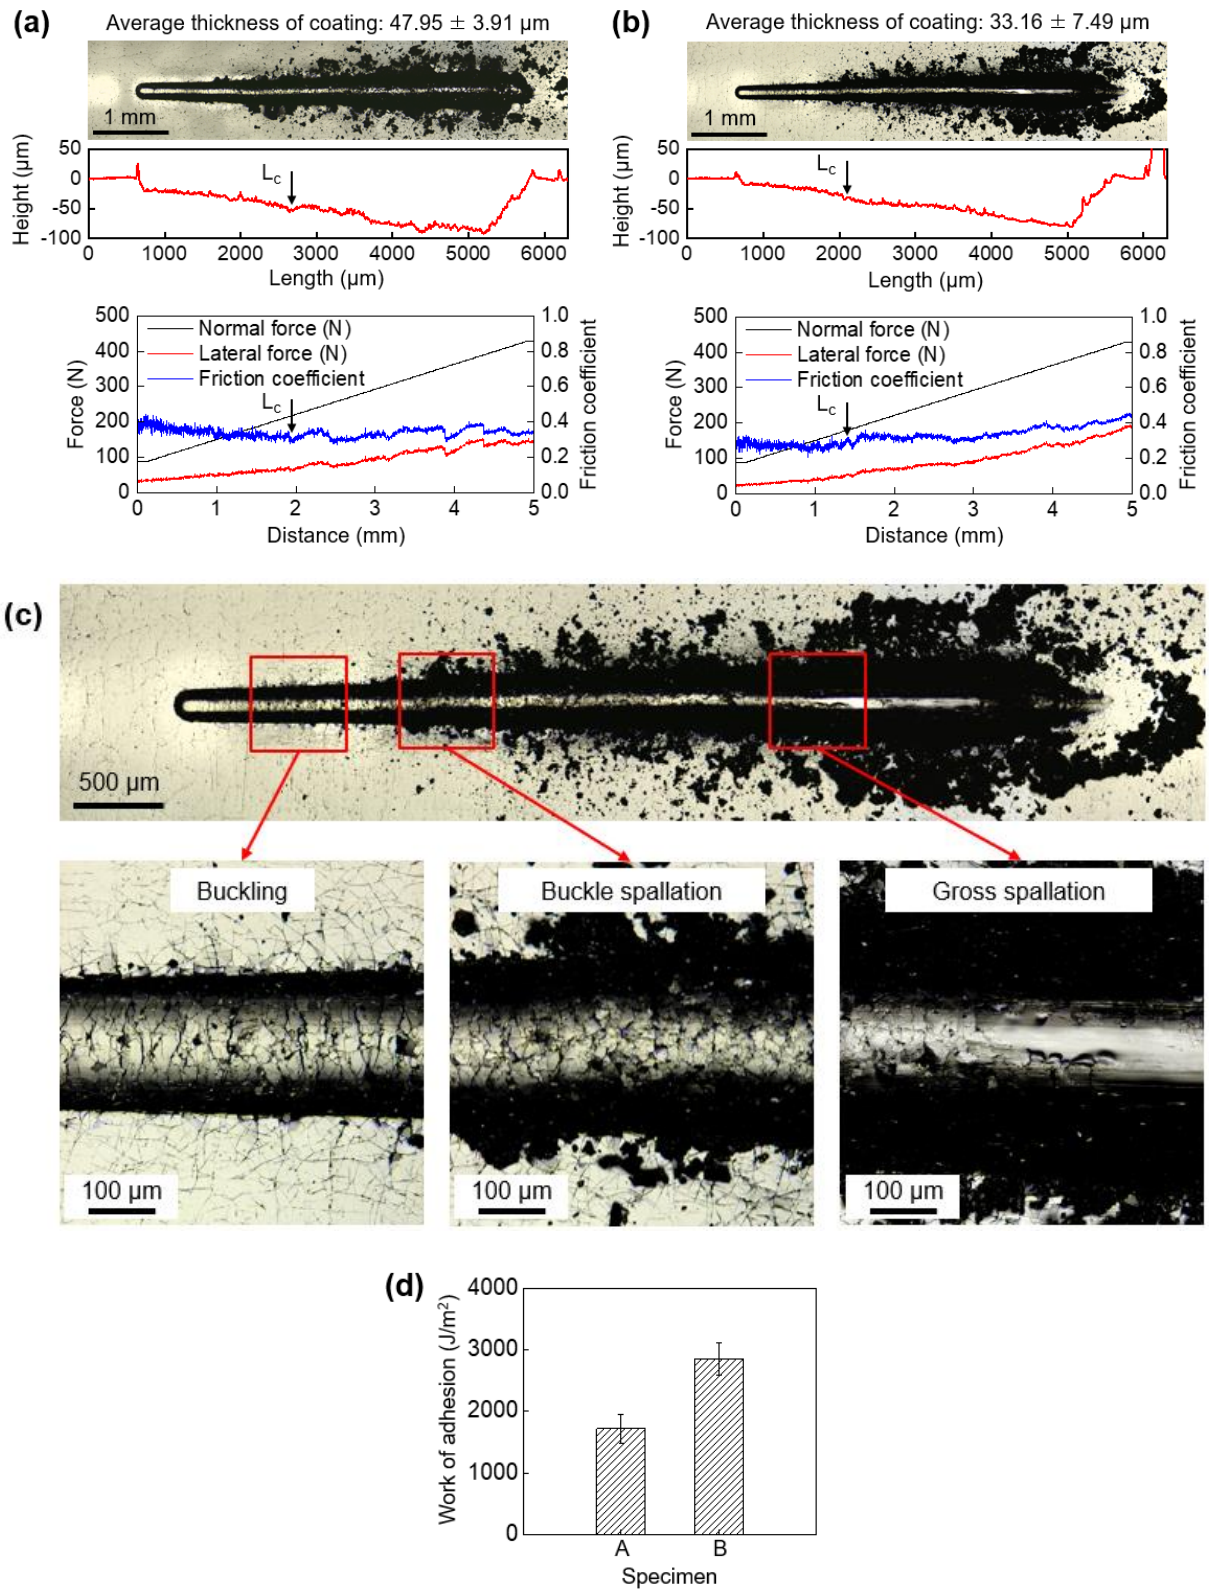 (a)
Average thickness of coating: 47.95 ± 3.91 μm
1 mm
Height (μm)
50
0
-50
-100
Lc
0 1000 2000 3000 4000 5000 6000
Length (μm)
Force (N)
500
400
300
200
100
0
Normal force (N)
Lateral force (N)
Friction coefficient
Lc
1.0
0.8
0.6
0.4
0.2
0.0
Friction coefficient
0 1 2 3 4 5
Distance (mm)
(b)
Average thickness of coating: 33.16 ± 7.49 μm
1 mm
Height (μm)
50
0
-50
-100
Lc
0 1000 2000 3000 4000 5000 6000
Length (μm)
Force (N)
500
400
300
200
100
0
Normal force (N)
Lateral force (N)
Friction coefficient
Lc
1.0
0.8
0.6
0.4
0.2
0.0
Friction coefficient
0 1 2 3 4 5
Distance (mm)
(c)
500 μm
Buckling
Buckle spallation
Gross spallation
100 μm
100 μm
100 μm
(d)
Work of adhesion (J/m²)
4000
3000
2000
1000
0
A B
Specimen